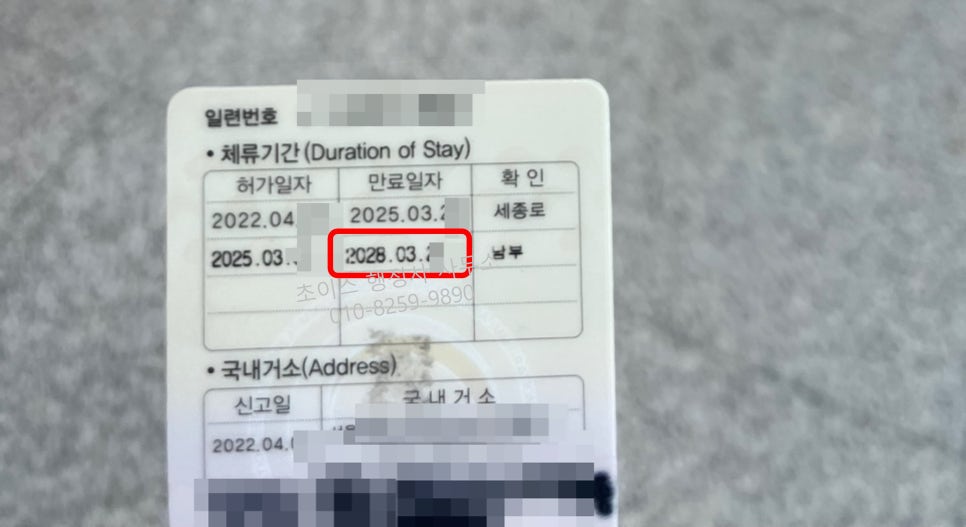 일련번호
• 체류기간(Duration of Stay)
허가일자 만료일자 확 인
2022.04. 2025.03.2 세종로
2025.03. 2028.03.2 남부
초이스 행정사 사무소
010-8259-9890
• 국내거소(Address)
신고일 국 내 거 소
2022.04.0